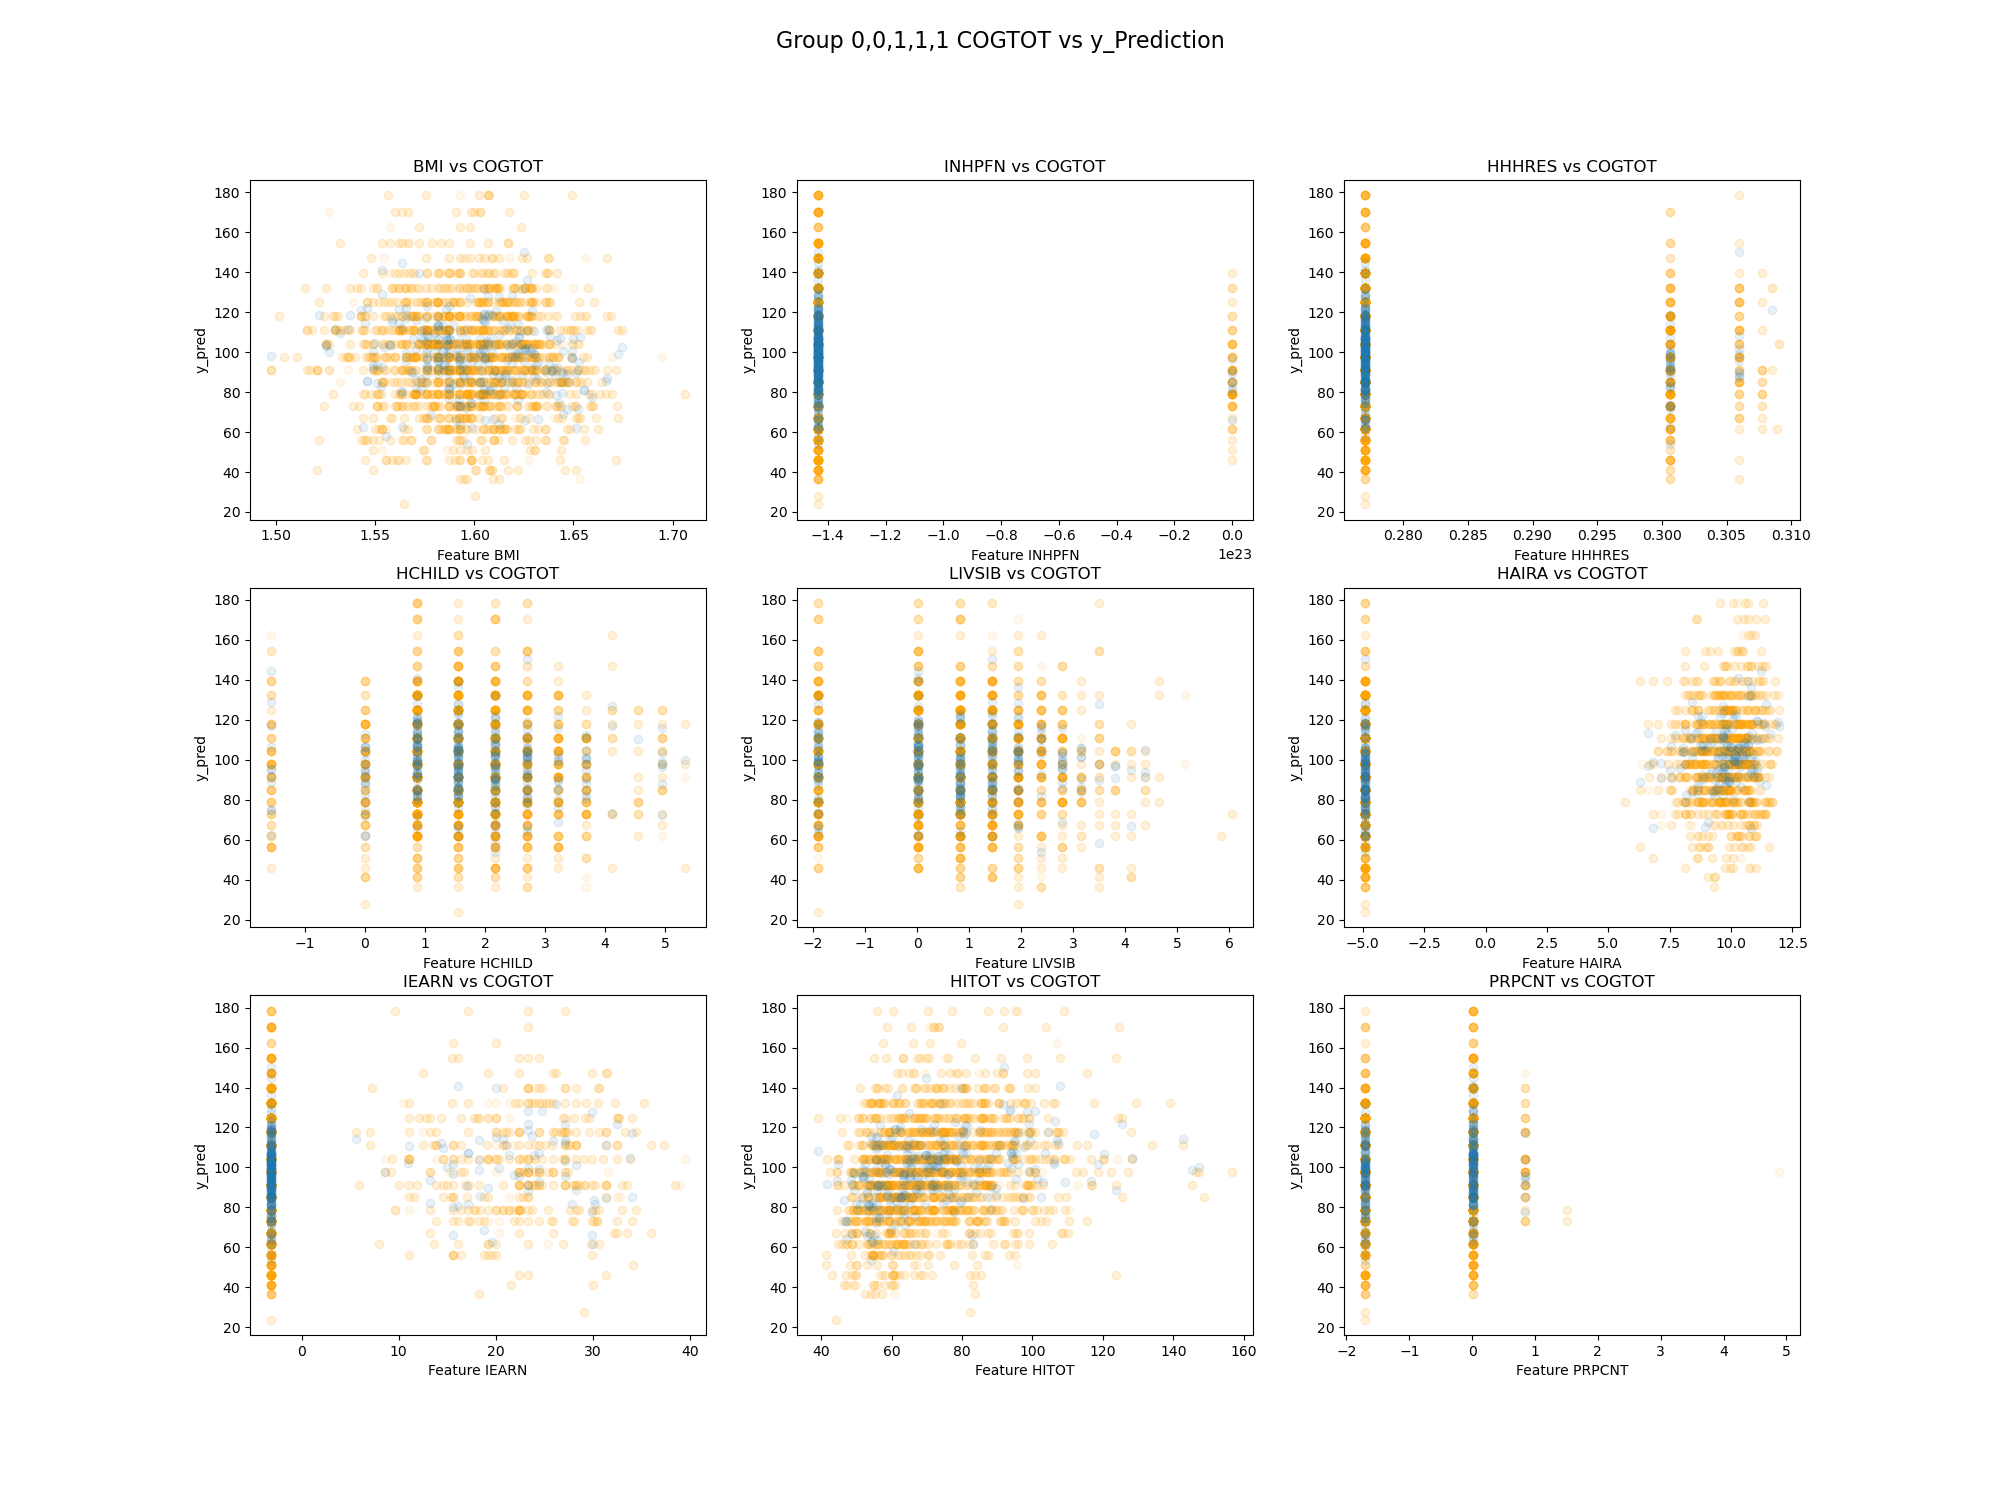 Group 0,0,1,1,1 COGTOT vs y_Prediction
BMI vs COGTOT
180
160
140
120
100
80
60
40
20
y_pred
1.50 1.55 1.60 1.65 1.70
Feature BMI
INHPFN vs COGTOT
180
160
140
120
100
80
60
40
20
y_pred
−1.4 −1.2 −1.0 −0.8 −0.6 −0.4 −0.2 0.0
1e23
Feature INHPFN
HHHRES vs COGTOT
180
160
140
120
100
80
60
40
20
y_pred
0.280 0.285 0.290 0.295 0.300 0.305 0.310
Feature HHHRES
HCHILD vs COGTOT
180
160
140
120
100
80
60
40
20
y_pred
−1 0 1 2 3 4 5
Feature HCHILD
LIVSIB vs COGTOT
180
160
140
120
100
80
60
40
20
y_pred
−2 −1 0 1 2 3 4 5 6
Feature LIVSIB
HAIRA vs COGTOT
180
160
140
120
100
80
60
40
20
y_pred
−5.0 −2.5 0.0 2.5 5.0 7.5 10.0 12.5
Feature HAIRA
IEARN vs COGTOT
180
160
140
120
100
80
60
40
20
y_pred
0 10 20 30 40
Feature IEARN
HITOT vs COGTOT
180
160
140
120
100
80
60
40
20
y_pred
40 60 80 100 120 140 160
Feature HITOT
PRPCNT vs COGTOT
180
160
140
120
100
80
60
40
20
y_pred
−2 −1 0 1 2 3 4 5
Feature PRPCNT